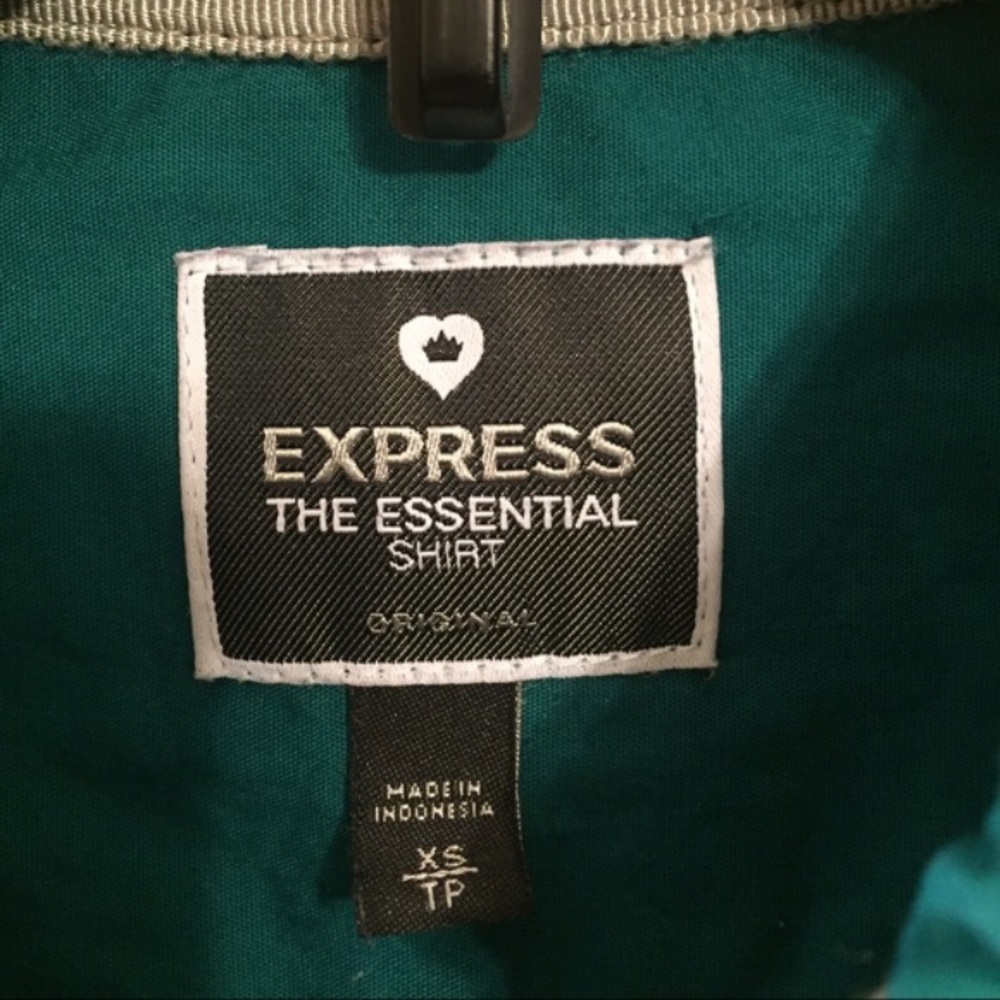 EXPRESS
THE ESSENTIAL
SHIRT
ORIGINAL
MADE IN
INDONESIA
XS
TP